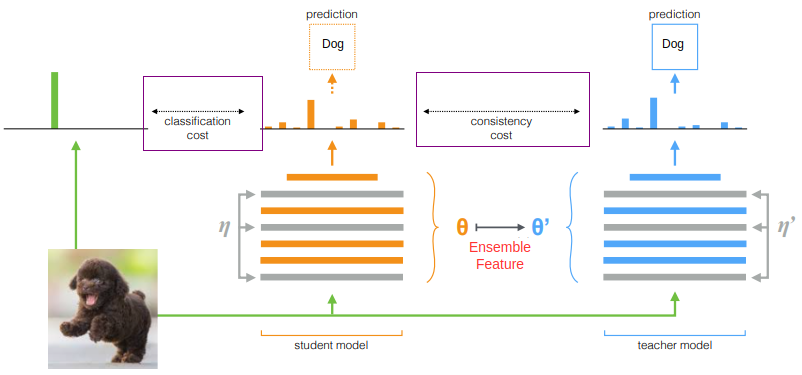 prediction
prediction
Dog
Dog
classification
cost
consistency
cost
η
θ
θ’
η’
Ensemble
Feature
student model
teacher model